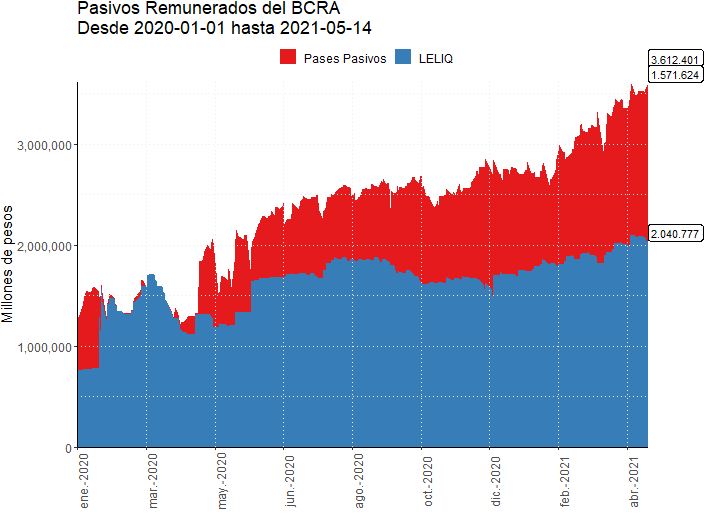 Pasivos Remunerados del BCRA
Desde 2020-01-01 hasta 2021-05-14
Pases Pasivos
LELIQ
3.612.401
1.571.624
2.040.777
Millones de pesos
3,000,000
2,000,000
1,000,000
0
ene.-2020
mar.-2020
may.-2020
jun.-2020
ago.-2020
oct.-2020
dic.-2020
feb.-2021
abr.-2021